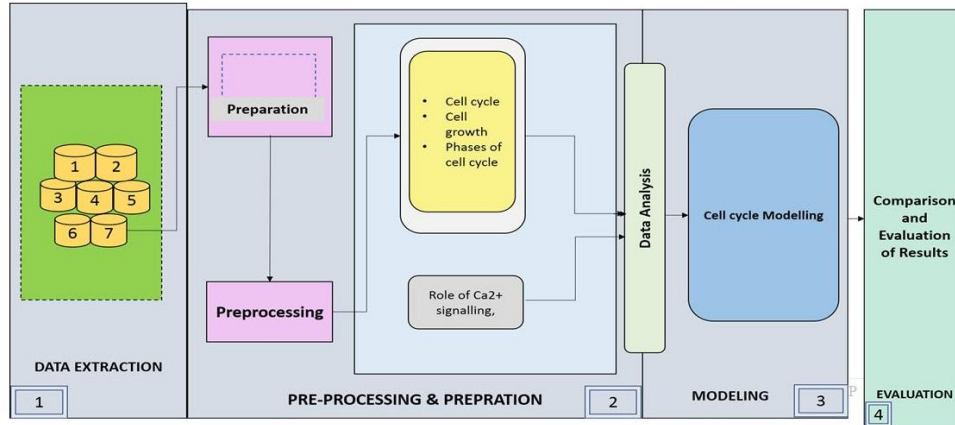 1
2
3
4
5
6
7
DATA EXTRACTION
1
Preparation
Preprocessing
• Cell cycle
• Cell
growth
• Phases of
cell cycle
Role of Ca2+
signalling,
PRE-PROCESSING & PREPRATION
2
Data Analysis
Cell cycle Modelling
MODELING
3
P
Comparison
and
Evaluation
of Results
EVALUATION
4